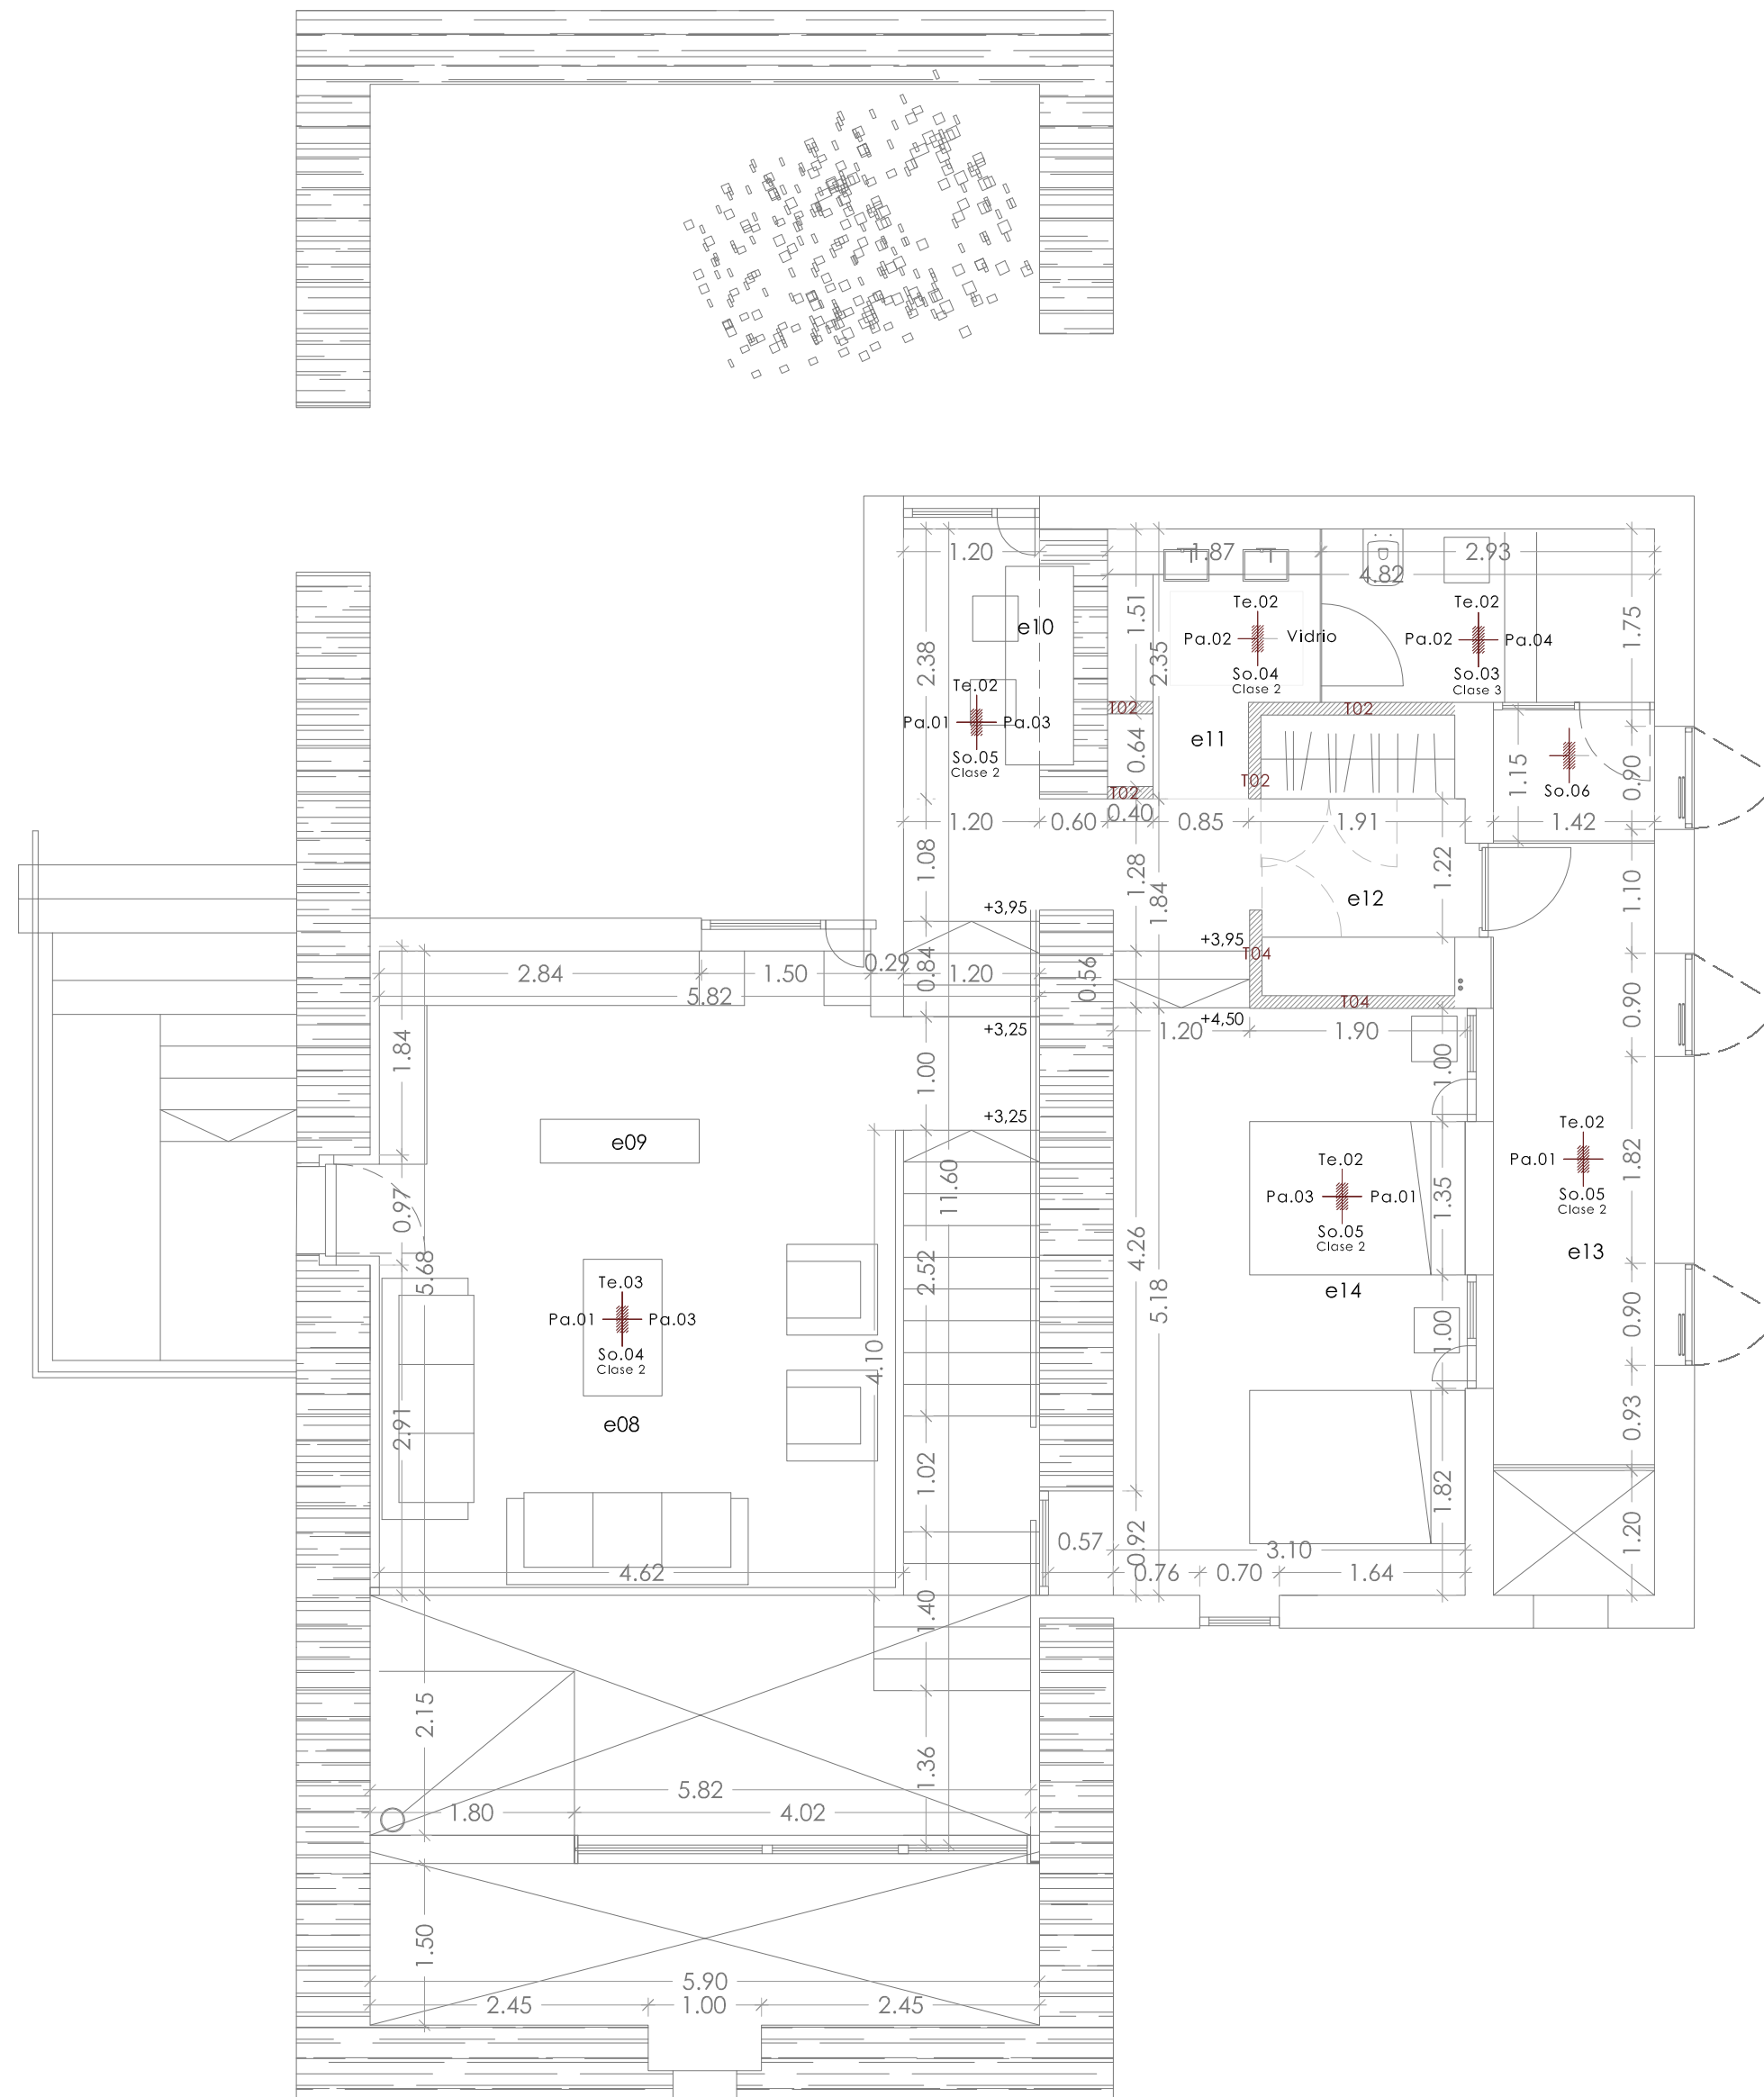 1.20
1.87
2.93
4.82
Te.02
Pa.02
Vidrio
So.04
Clase 2
Te.02
Pa.02
Pa.04
So.03
Clase 3
1.51
2.35
1.75
e10
2.38
Te.02
Pa.01
Pa.03
So.05
Clase 2
T02
T02
e11
0.64
T02
T02
1.15
So.06
0.90
1.20
0.60
0.40
0.85
1.91
1.42
1.08
1.28
1.84
1.22
e12
1.10
+3,95
+3,95
T04
2.84
1.50
0.29
0.84
1.20
0.56
5.82
T04
0.90
+3,25
1.20
+4,50
1.90
1.84
1.00
1.00
+3,25
e09
Te.02
Pa.01
So.05
Clase 2
1.82
Te.02
Pa.03
Pa.01
So.05
Clase 2
1.35
0.97
11.60
e13
5.68
2.52
4.26
5.18
e14
Te.03
Pa.01
Pa.03
So.04
Clase 2
0.90
1.00
4.10
e08
2.91
0.93
1.02
1.82
1.20
0.57
0.92
3.10
4.62
0.76
0.70
1.64
1.40
2.15
1.36
5.82
1.80
4.02
1.50
5.90
2.45
1.00
2.45